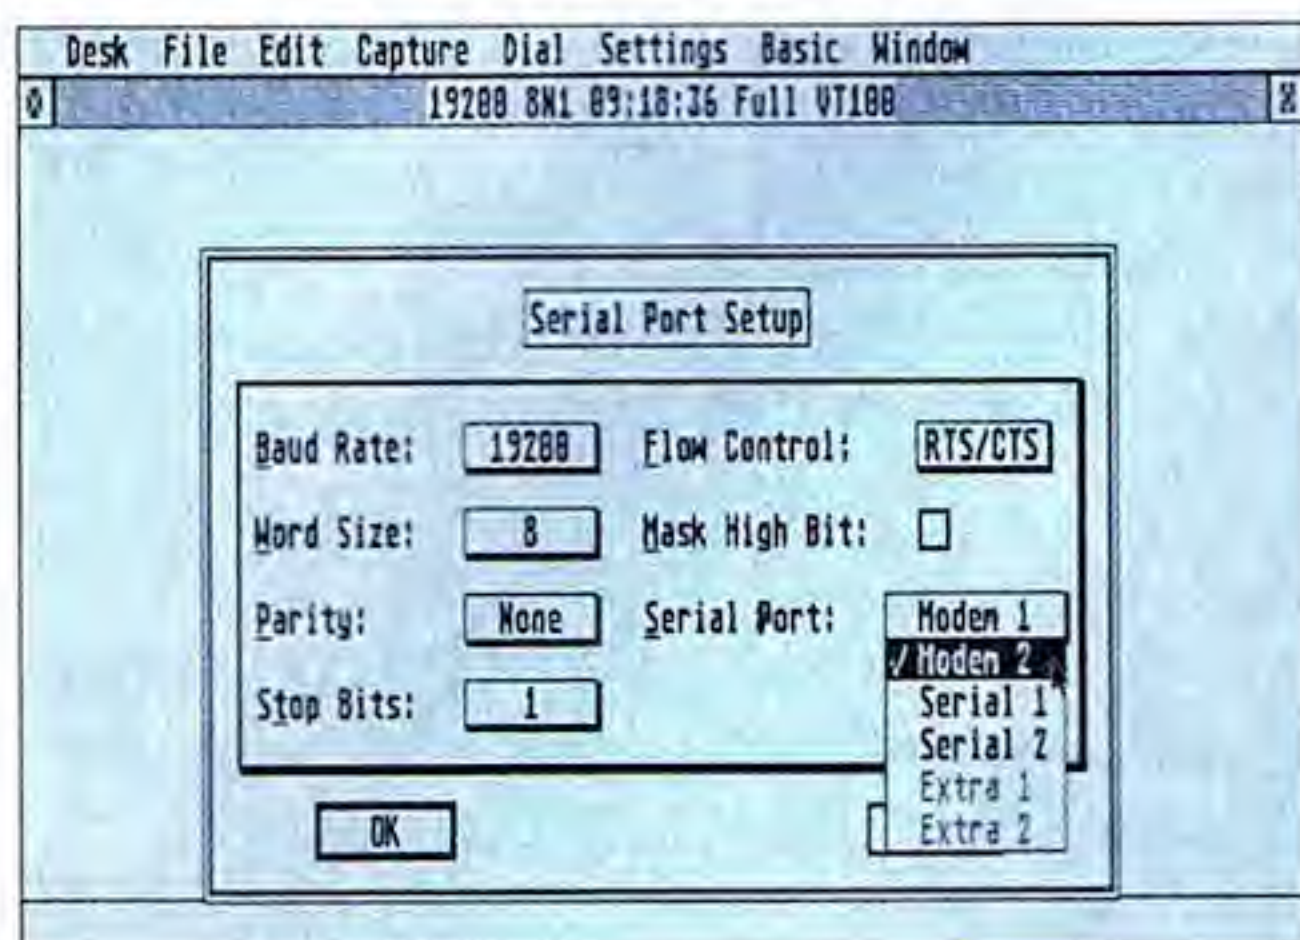 Desk File Edit Capture Dial Settings Basic Window
19200 8N1 09:18:36 Full VT100
Serial Port Setup
Baud Rate: 19200 Flow Control: RTS/CTS
Word Size: 8 Mask High Bit:
Parity: None Serial Port: Modem 1
✓ Modem 2
Stop Bits: 1 Serial 1
Serial 2
Extra 1
OK Extra 2